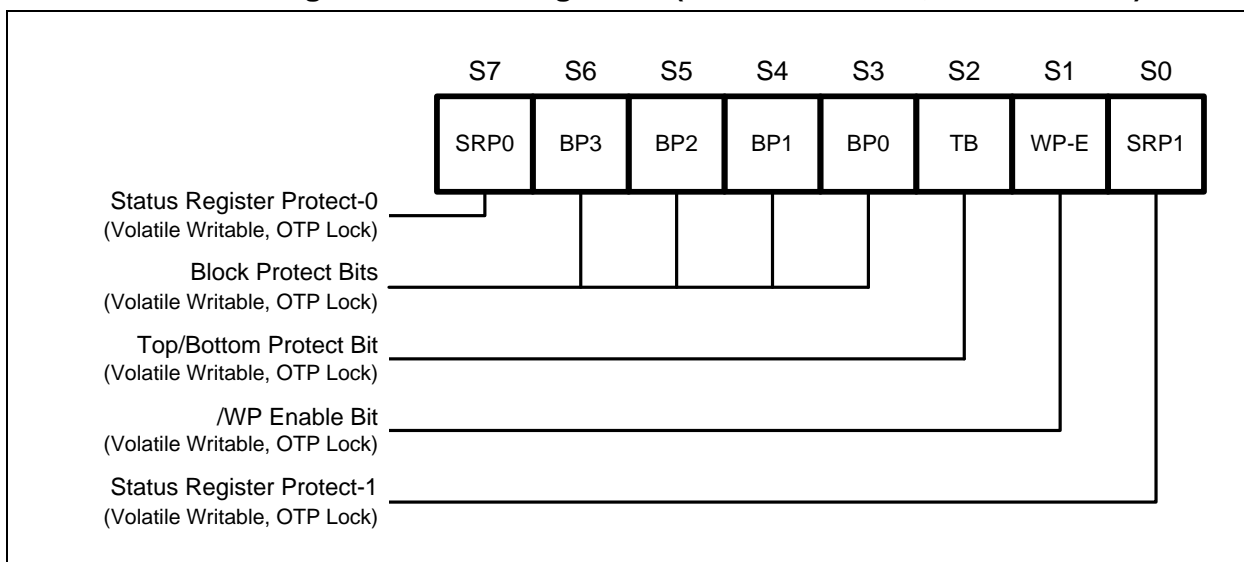 S7 S6 S5 S4 S3 S2 S1 S0
SRP0 BP3 BP2 BP1 BP0 TB WP-E SRP1
Status Register Protect-0
(Volatile Writable, OTP Lock)
Block Protect Bits
(Volatile Writable, OTP Lock)
Top/Bottom Protect Bit
(Volatile Writable, OTP Lock)
/WP Enable Bit
(Volatile Writable, OTP Lock)
Status Register Protect-1
(Volatile Writable, OTP Lock)